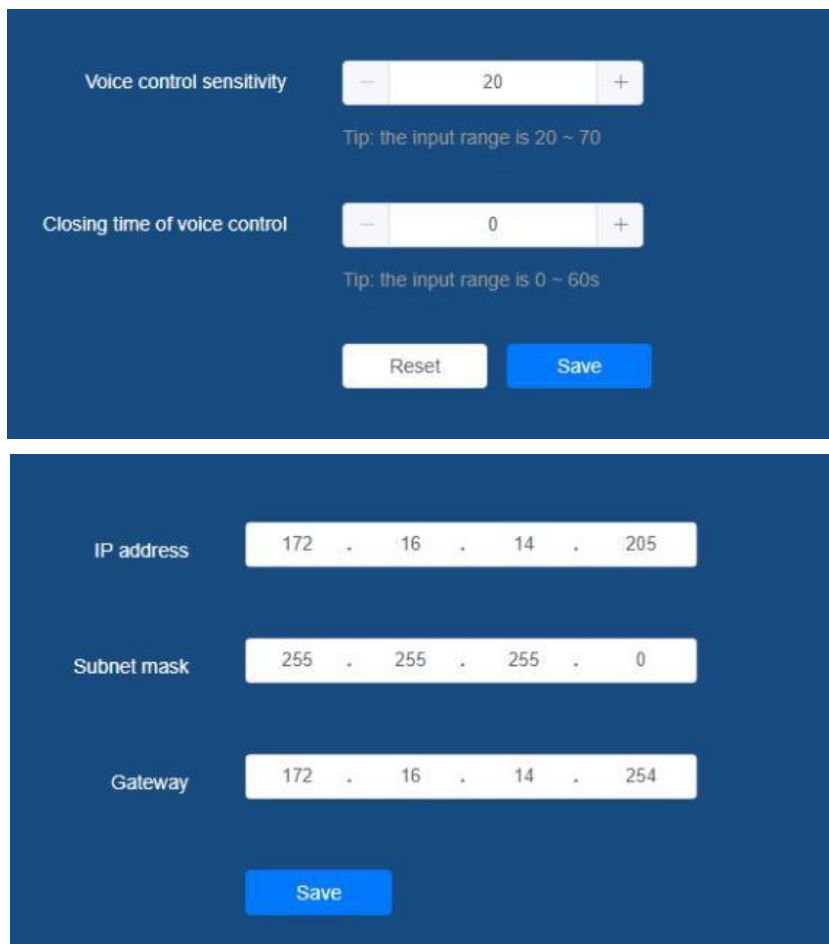 Voice control sensitivity — 20 +
Tip: the input range is 20 ~ 70
Closing time of voice control — 0 +
Tip: the input range is 0 ~ 60s
Reset Save
IP address 172 . 16 . 14 . 205
Subnet mask 255 . 255 . 255 . 0
Gateway 172 . 16 . 14 . 254
Save